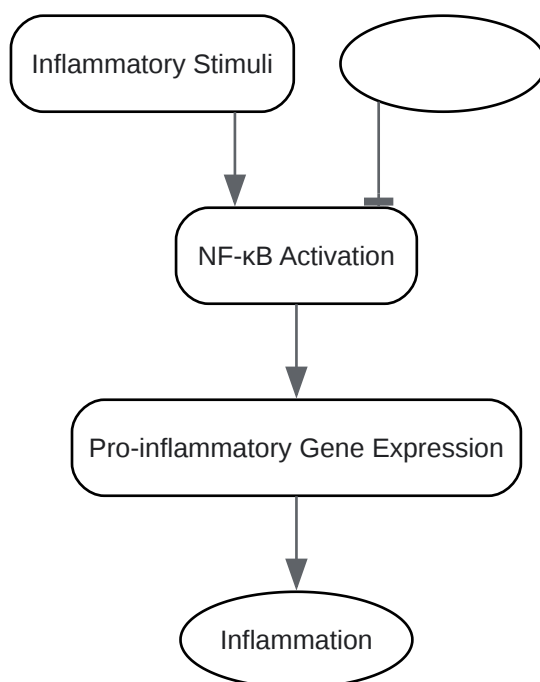 Inflammatory Stimuli
NF-κB Activation
Pro-inflammatory Gene Expression
Inflammation